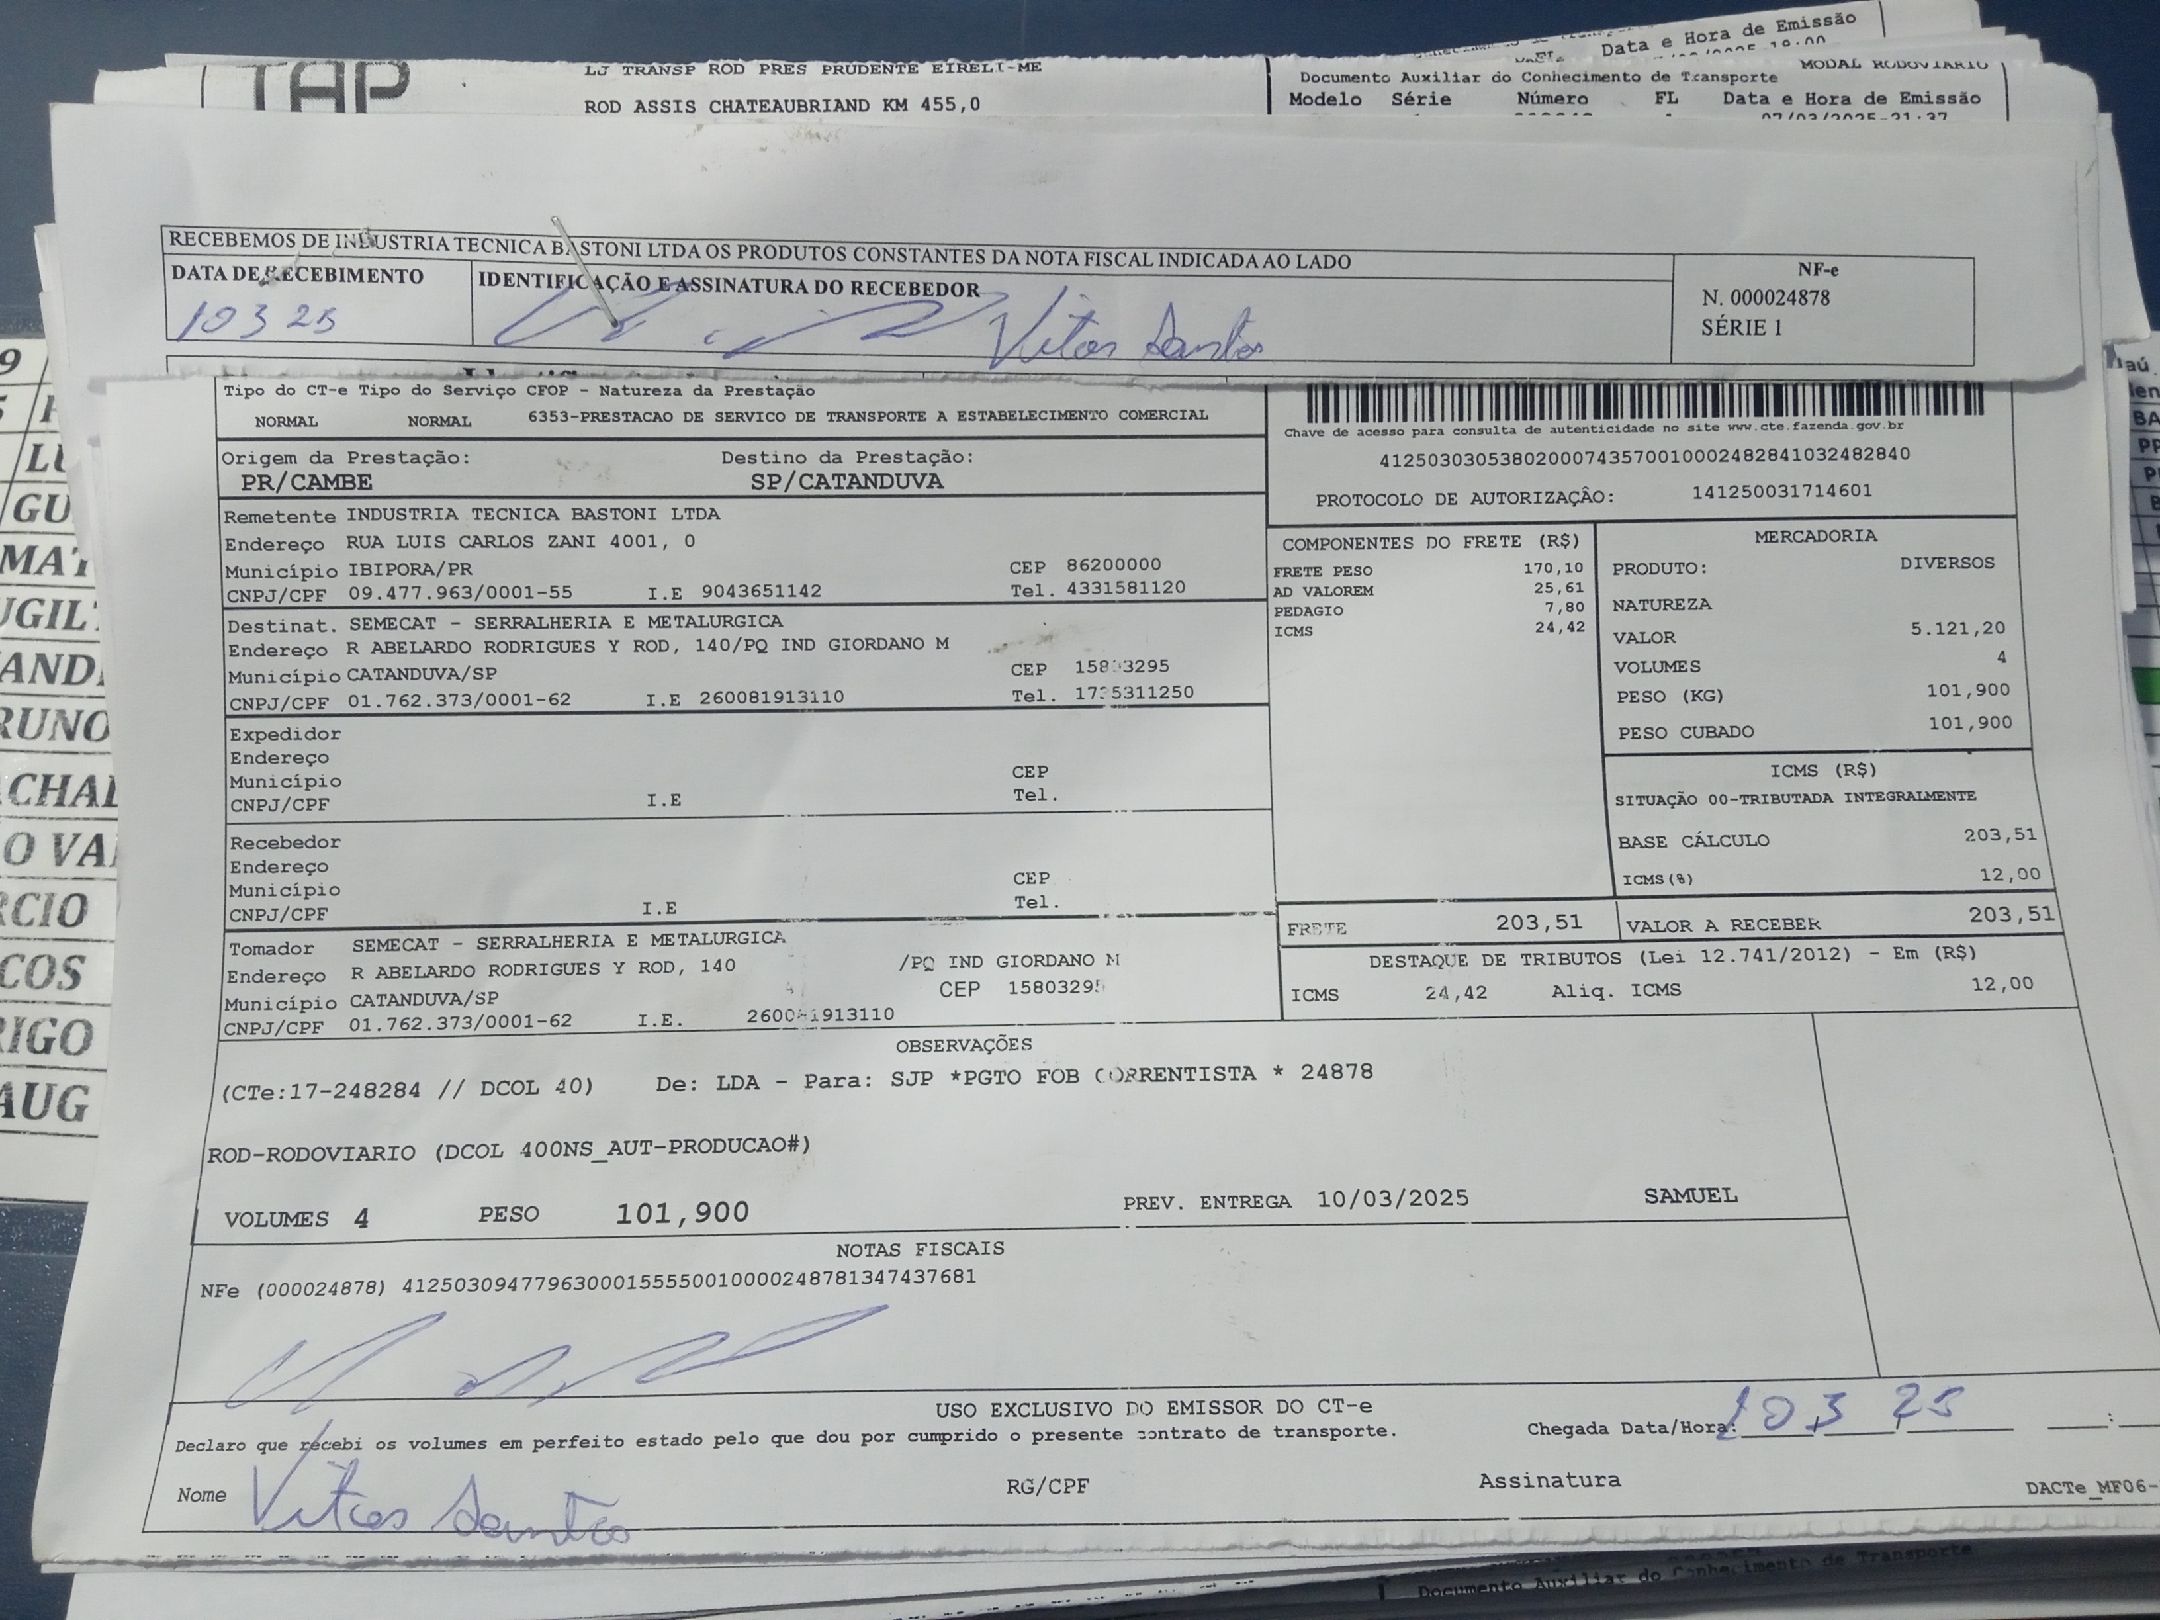 TAP
LJ TRANSP ROD PRES PRUDENTE EIRELI-ME
ROD ASSIS CHATEAUBRIAND KM 455,0
Data e Hora de Emissão
MODAL RODOVIARIO
Documento Auxiliar do Conhecimento de Transporte
Modelo Série Número FL Data e Hora de Emissão
07/03/2025-21:37
RECEBEMOS DE INDUSTRIA TECNICA BASTONI LTDA OS PRODUTOS CONSTANTES DA NOTA FISCAL INDICADA AO LADO
DATA DE RECEBIMENTO
IDENTIFICAÇÃO E ASSINATURA DO RECEBEDOR
NF-e
N. 000024878
SÉRIE 1
10 3 25
Vitor Santos
Tipo do CT-e Tipo do Serviço CFOP - Natureza da Prestação
NORMAL NORMAL 6353-PRESTACAO DE SERVICO DE TRANSPORTE A ESTABELECIMENTO COMERCIAL
Chave de acesso para consulta de autenticidade no site www.cte.fazenda.gov.br
41250303053802000743570010002482841032482840
PROTOCOLO DE AUTORIZAÇÃO: 141250031714601
Origem da Prestação: Destino da Prestação:
PR/CAMBE SP/CATANDUVA
Remetente INDUSTRIA TECNICA BASTONI LTDA
Endereço RUA LUIS CARLOS ZANI 4001, 0
Município IBIPORA/PR CEP 86200000
CNPJ/CPF 09.477.963/0001-55 I.E 9043651142 Tel. 4331581120
Destinat. SEMECAT - SERRALHERIA E METALURGICA
Endereço R ABELARDO RODRIGUES Y ROD, 140/PQ IND GIORDANO M
Município CATANDUVA/SP CEP
CNPJ/CPF 01.762.373/0001-62 I.E 260081913110 Tel.
Expedidor
Endereço
Município CEP
CNPJ/CPF I.E Tel.
Recebedor
Endereço
Município CEP
CNPJ/CPF I.E Tel.
Tomador SEMECAT - SERRALHERIA E METALURGICA
Endereço R ABELARDO RODRIGUES Y ROD, 140 /PQ IND GIORDANO M
Município CATANDUVA/SP CEP 15803295
CNPJ/CPF 01.762.373/0001-62 I.E. 260081913110
COMPONENTES DO FRETE (R$)
FRETE PESO 170,10
AD VALOREM 25,61
PEDAGIO 7,80
ICMS 24,42
MERCADORIA
PRODUTO: DIVERSOS
NATUREZA
VALOR 5.121,20
VOLUMES 4
PESO (KG) 101,900
PESO CUBADO 101,900
ICMS (R$)
SITUAÇÃO 00-TRIBUTADA INTEGRALMENTE
BASE CÁLCULO 203,51
ICMS(%) 12,00
FRETE 203,51 VALOR A RECEBER 203,51
DESTAQUE DE TRIBUTOS (Lei 12.741/2012) - Em (R$)
ICMS 24,42 Aliq. ICMS 12,00
OBSERVAÇÕES
(CTe:17-248284 // DCOL 40) De: LDA - Para: SJP *PGTO FOB CORRENTISTA * 24878
ROD-RODOVIARIO (DCOL 400NS_AUT-PRODUCAO#)
VOLUMES 4 PESO 101,900 PREV. ENTREGA 10/03/2025 SAMUEL
NOTAS FISCAIS
NFe (000024878) 41250309477963000155550010000248781347437681
USO EXCLUSIVO DO EMISSOR DO CT-e
Declaro que recebi os volumes em perfeito estado pelo que dou por cumprido o presente contrato de transporte.
Chegada Data/Hora: 10 3 25
Nome Vitor Santos RG/CPF Assinatura
DACTe_MF06-
Documento Auxiliar do Conhecimento de Transporte